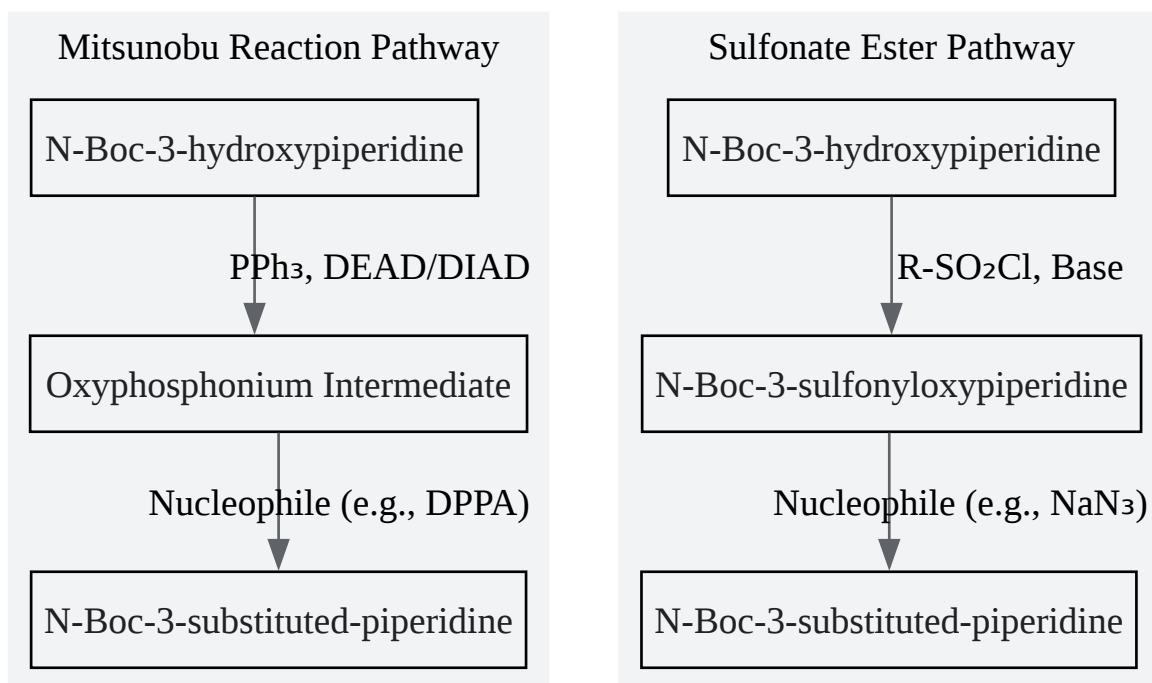 Mitsunobu Reaction Pathway
N-Boc-3-hydroxypiperidine
PPh₃, DEAD/DIAD
Oxyphosphonium Intermediate
Nucleophile (e.g., DPPA)
N-Boc-3-substituted-piperidine
Sulfonate Ester Pathway
N-Boc-3-hydroxypiperidine
R-SO₂Cl, Base
N-Boc-3-sulfonyloxypiperidine
Nucleophile (e.g., NaN₃)
N-Boc-3-substituted-piperidine